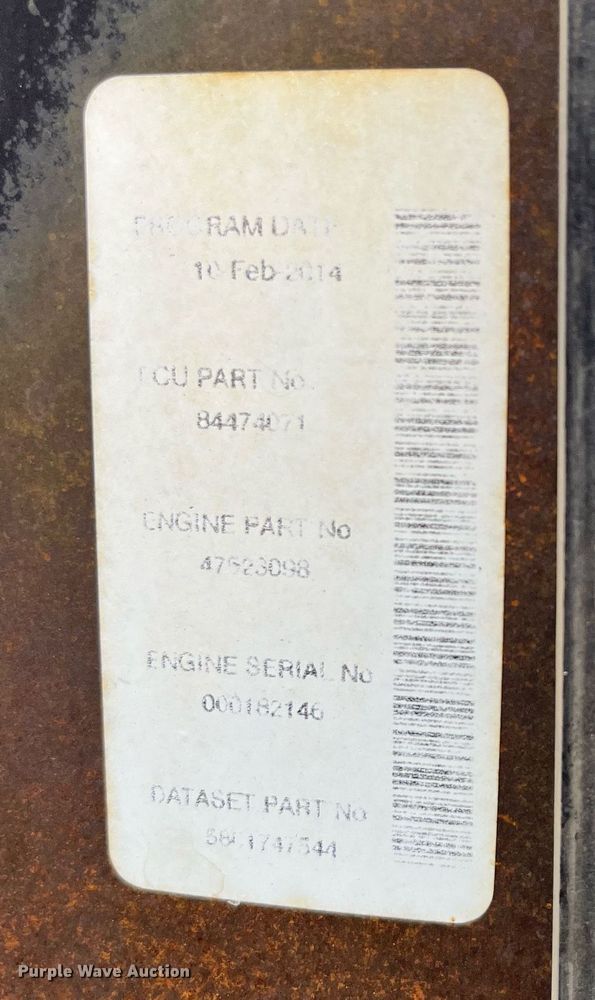 PROGRAM DATE
10-Feb-2014
ECU PART No.
84474071
ENGINE PART No
ENGINE SERIAL No
000182146
DATASET PART No
Purple Wave Auction